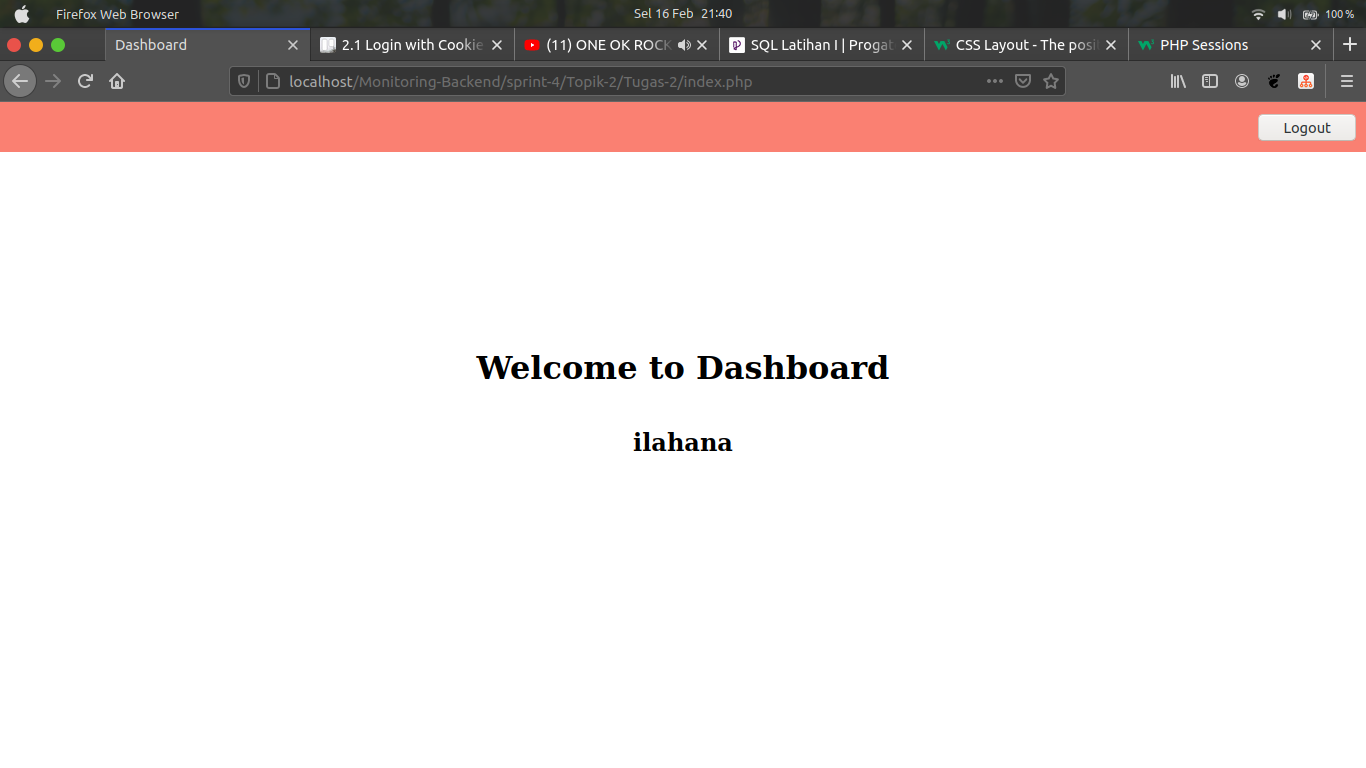 Firefox Web Browser
Sel 16 Feb 21:40
100 %
Dashboard
2.1 Login with Cookie
(11) ONE OK ROCK
SQL Latihan I | Progat
CSS Layout - The posi
PHP Sessions
localhost/Monitoring-Backend/sprint-4/Topik-2/Tugas-2/index.php
Logout
Welcome to Dashboard
ilahana